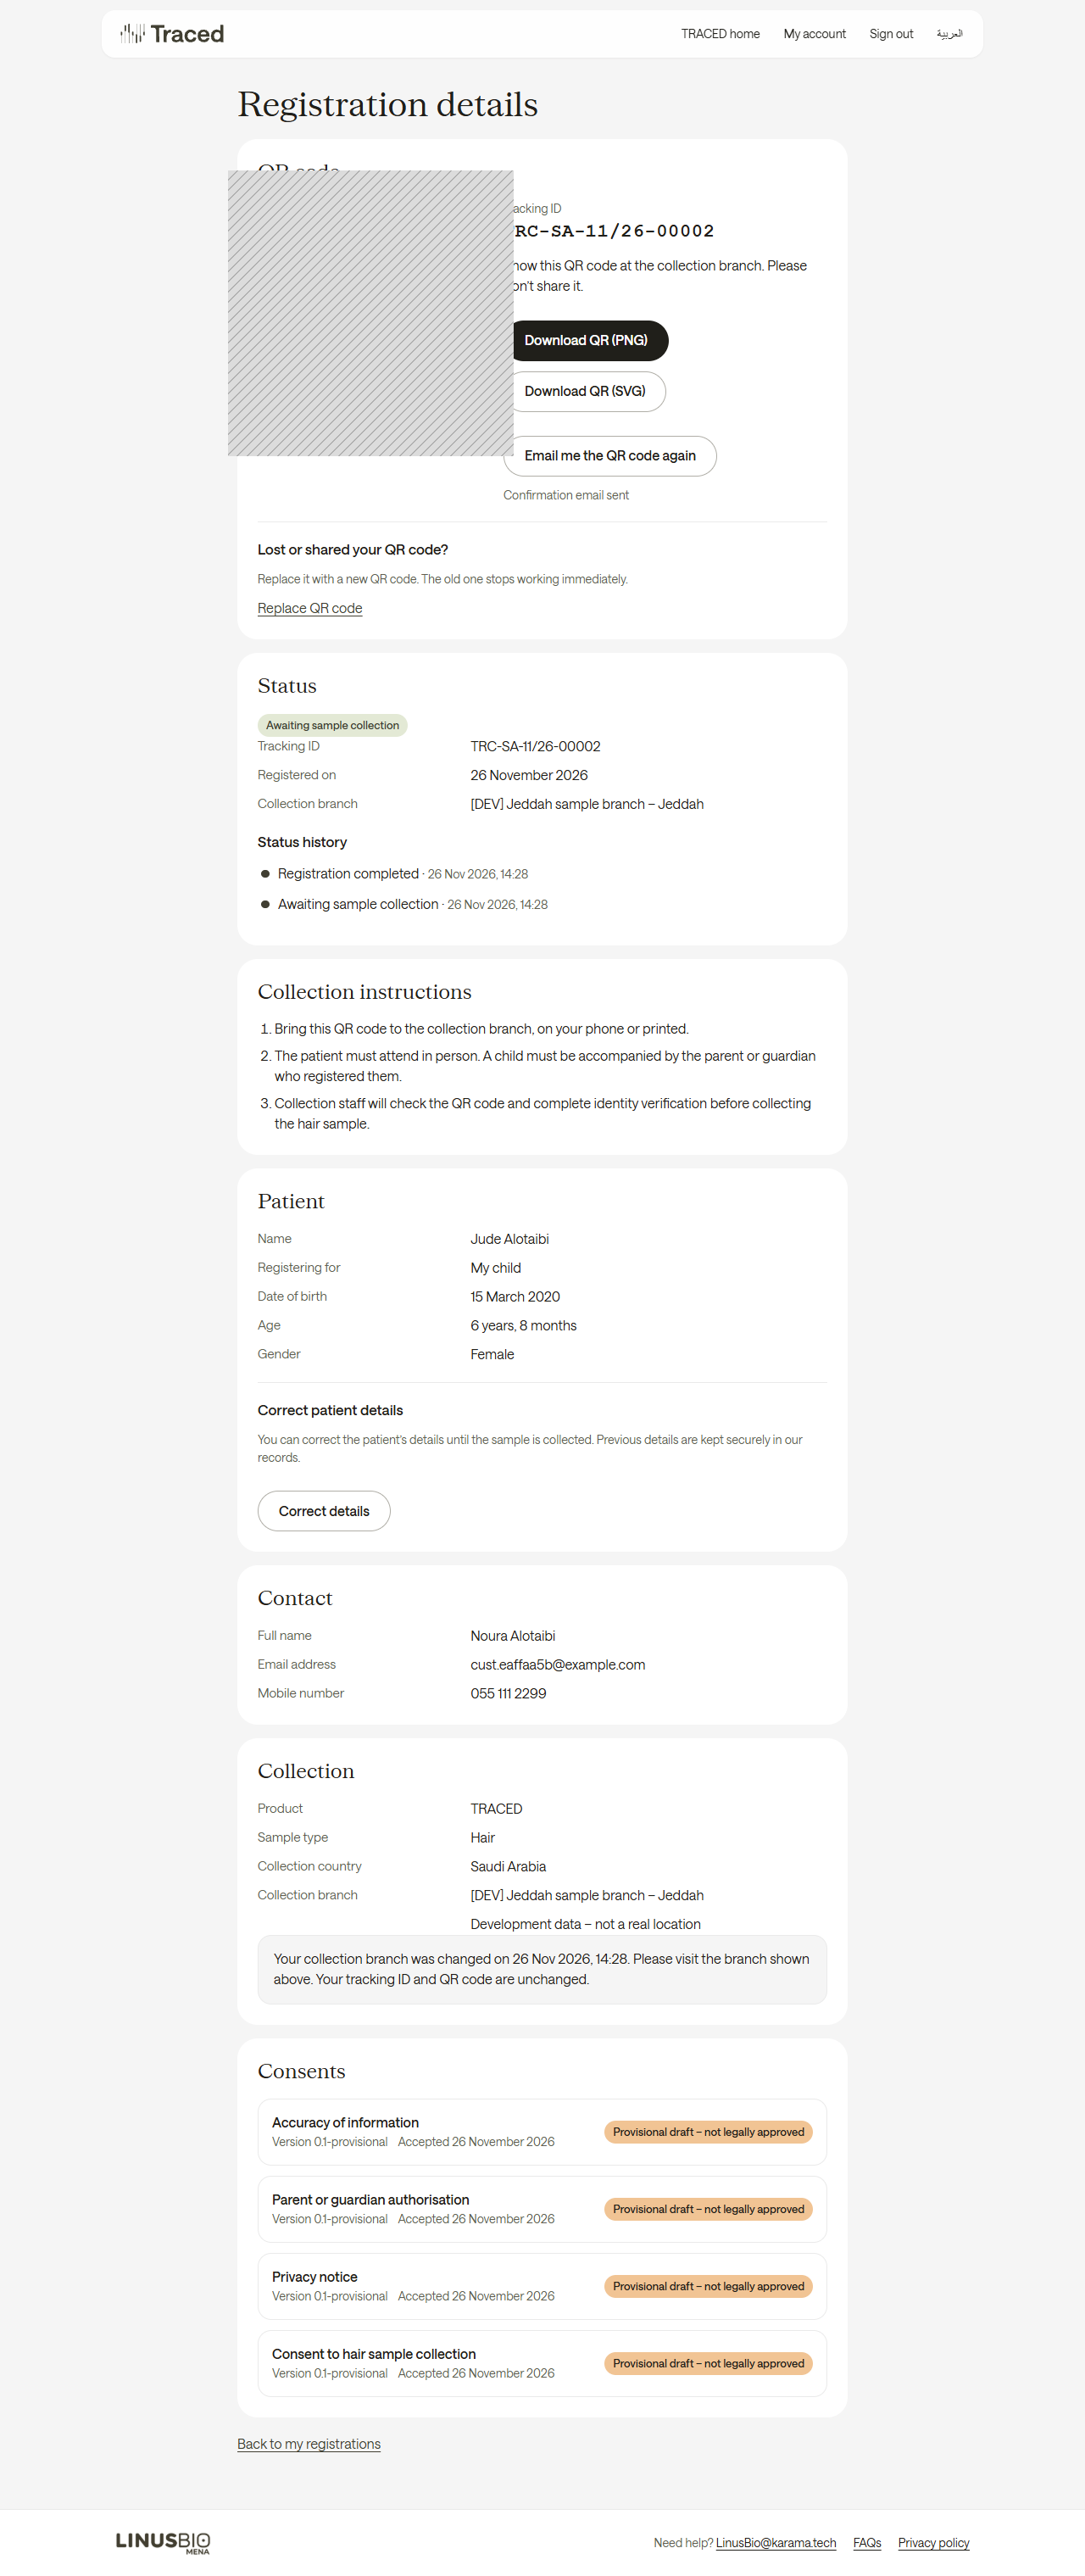 Traced
TRACED home
My account
Sign out
العربية
Registration details
QR code
acking ID
RC-SA-11/26-00002
how this QR code at the collection branch. Please
on't share it.
Download QR (PNG)
Download QR (SVG)
Email me the QR code again
Confirmation email sent
Lost or shared your QR code?
Replace it with a new QR code. The old one stops working immediately.
Replace QR code
Status
Awaiting sample collection
Tracking ID TRC-SA-11/26-00002
Registered on 26 November 2026
Collection branch [DEV] Jeddah sample branch – Jeddah
Status history
Registration completed · 26 Nov 2026, 14:28
Awaiting sample collection · 26 Nov 2026, 14:28
Collection instructions
1. Bring this QR code to the collection branch, on your phone or printed.
2. The patient must attend in person. A child must be accompanied by the parent or guardian
who registered them.
3. Collection staff will check the QR code and complete identity verification before collecting
the hair sample.
Patient
Name Jude Alotaibi
Registering for My child
Date of birth 15 March 2020
Age 6 years, 8 months
Gender Female
Correct patient details
You can correct the patient's details until the sample is collected. Previous details are kept securely in our
records.
Correct details
Contact
Full name Noura Alotaibi
Email address cust.eaffaa5b@example.com
Mobile number 055 111 2299
Collection
Product TRACED
Sample type Hair
Collection country Saudi Arabia
Collection branch [DEV] Jeddah sample branch – Jeddah
Development data – not a real location
Your collection branch was changed on 26 Nov 2026, 14:28. Please visit the branch shown
above. Your tracking ID and QR code are unchanged.
Consents
Accuracy of information
Version 0.1-provisional Accepted 26 November 2026
Provisional draft – not legally approved
Parent or guardian authorisation
Version 0.1-provisional Accepted 26 November 2026
Provisional draft – not legally approved
Privacy notice
Version 0.1-provisional Accepted 26 November 2026
Provisional draft – not legally approved
Consent to hair sample collection
Version 0.1-provisional Accepted 26 November 2026
Provisional draft – not legally approved
Back to my registrations
LINUSBIO
MENA
Need help? LinusBio@karama.tech
FAQs
Privacy policy